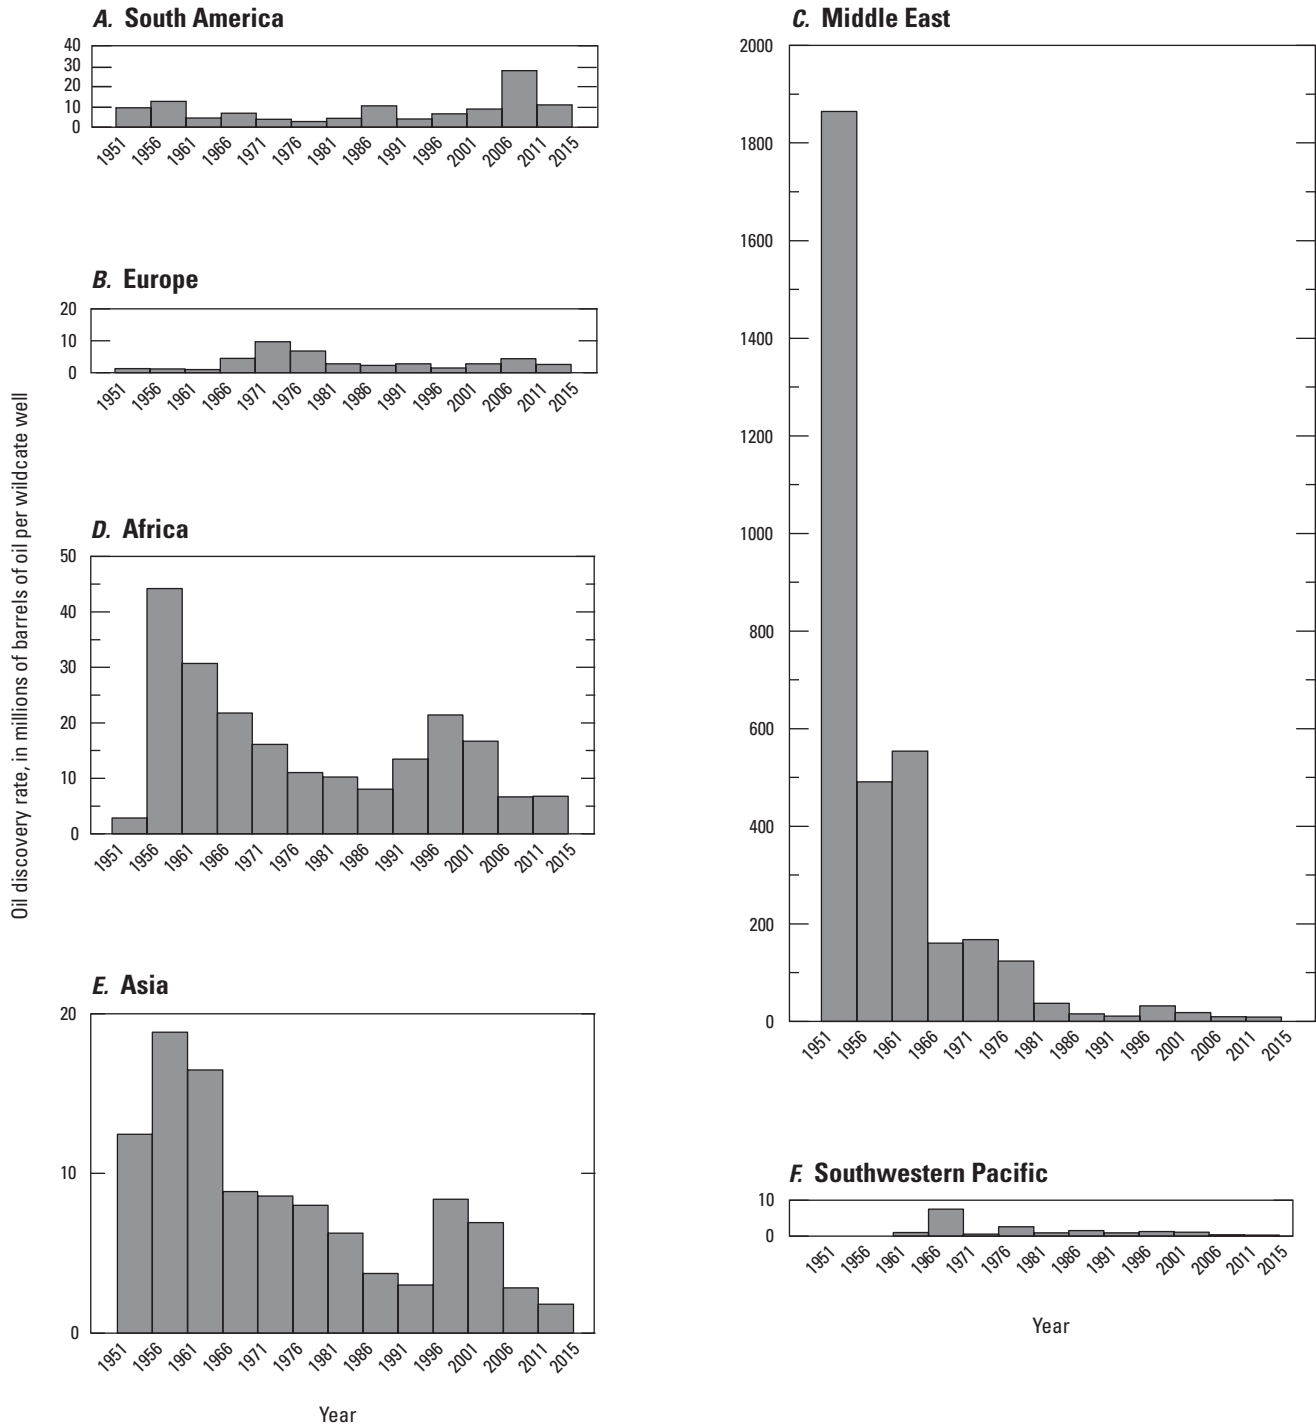 A. South America
40
30
20
10
0
1951 1956 1961 1966 1971 1976 1981 1986 1991 1996 2001 2006 2011 2015
B. Europe
20
10
0
1951 1956 1961 1966 1971 1976 1981 1986 1991 1996 2001 2006 2011 2015
Oil discovery rate, in millions of barrels of oil per wildcate well
D. Africa
50
40
30
20
10
0
1951 1956 1961 1966 1971 1976 1981 1986 1991 1996 2001 2006 2011 2015
E. Asia
20
10
0
1951 1956 1961 1966 1971 1976 1981 1986 1991 1996 2001 2006 2011 2015
Year
C. Middle East
2000
1800
1600
1400
1200
1000
800
600
400
200
0
1951 1956 1961 1966 1971 1976 1981 1986 1991 1996 2001 2006 2011 2015
F. Southwestern Pacific
10
0
1951 1956 1961 1966 1971 1976 1981 1986 1991 1996 2001 2006 2011 2015
Year